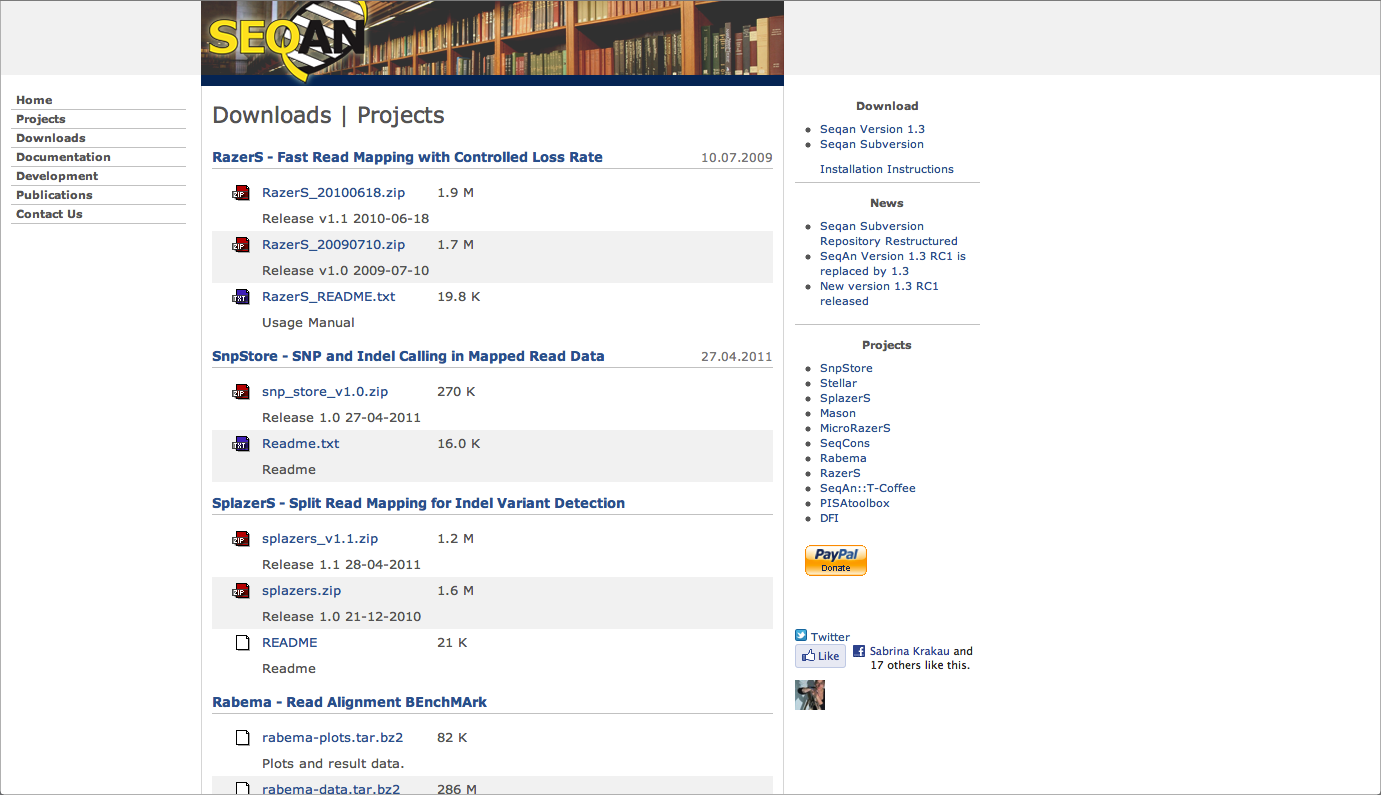 SEQAN
Home
Projects
Downloads
Documentation
Development
Publications
Contact Us
Downloads | Projects
RazerS - Fast Read Mapping with Controlled Loss Rate 10.07.2009
ZIP RazerS_20100618.zip 1.9 M
Release v1.1 2010-06-18
ZIP RazerS_20090710.zip 1.7 M
Release v1.0 2009-07-10
TXT RazerS_README.txt 19.8 K
Usage Manual
SnpStore - SNP and Indel Calling in Mapped Read Data 27.04.2011
ZIP snp_store_v1.0.zip 270 K
Release 1.0 27-04-2011
TXT Readme.txt 16.0 K
Readme
SplazerS - Split Read Mapping for Indel Variant Detection
ZIP splazers_v1.1.zip 1.2 M
Release 1.1 28-04-2011
ZIP splazers.zip 1.6 M
Release 1.0 21-12-2010
README 21 K
Readme
Rabema - Read Alignment BEnchMArk
rabema-plots.tar.bz2 82 K
Plots and result data.
rabema-data.tar.bz2 286 M
Download
Seqan Version 1.3
Seqan Subversion
Installation Instructions
News
Seqan Subversion
Repository Restructured
SeqAn Version 1.3 RC1 is
replaced by 1.3
New version 1.3 RC1
released
Projects
SnpStore
Stellar
SplazerS
Mason
MicroRazerS
SeqCons
Rabema
RazerS
SeqAn::T-Coffee
PISAtoolbox
DFI
PayPal
Donate
Twitter
Like Sabrina Krakau and
17 others like this.